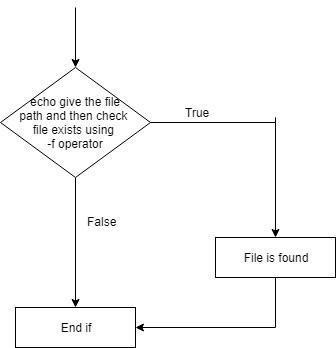 echo give the file
path and then check
file exists using
-f operator
True
False
File is found
End if